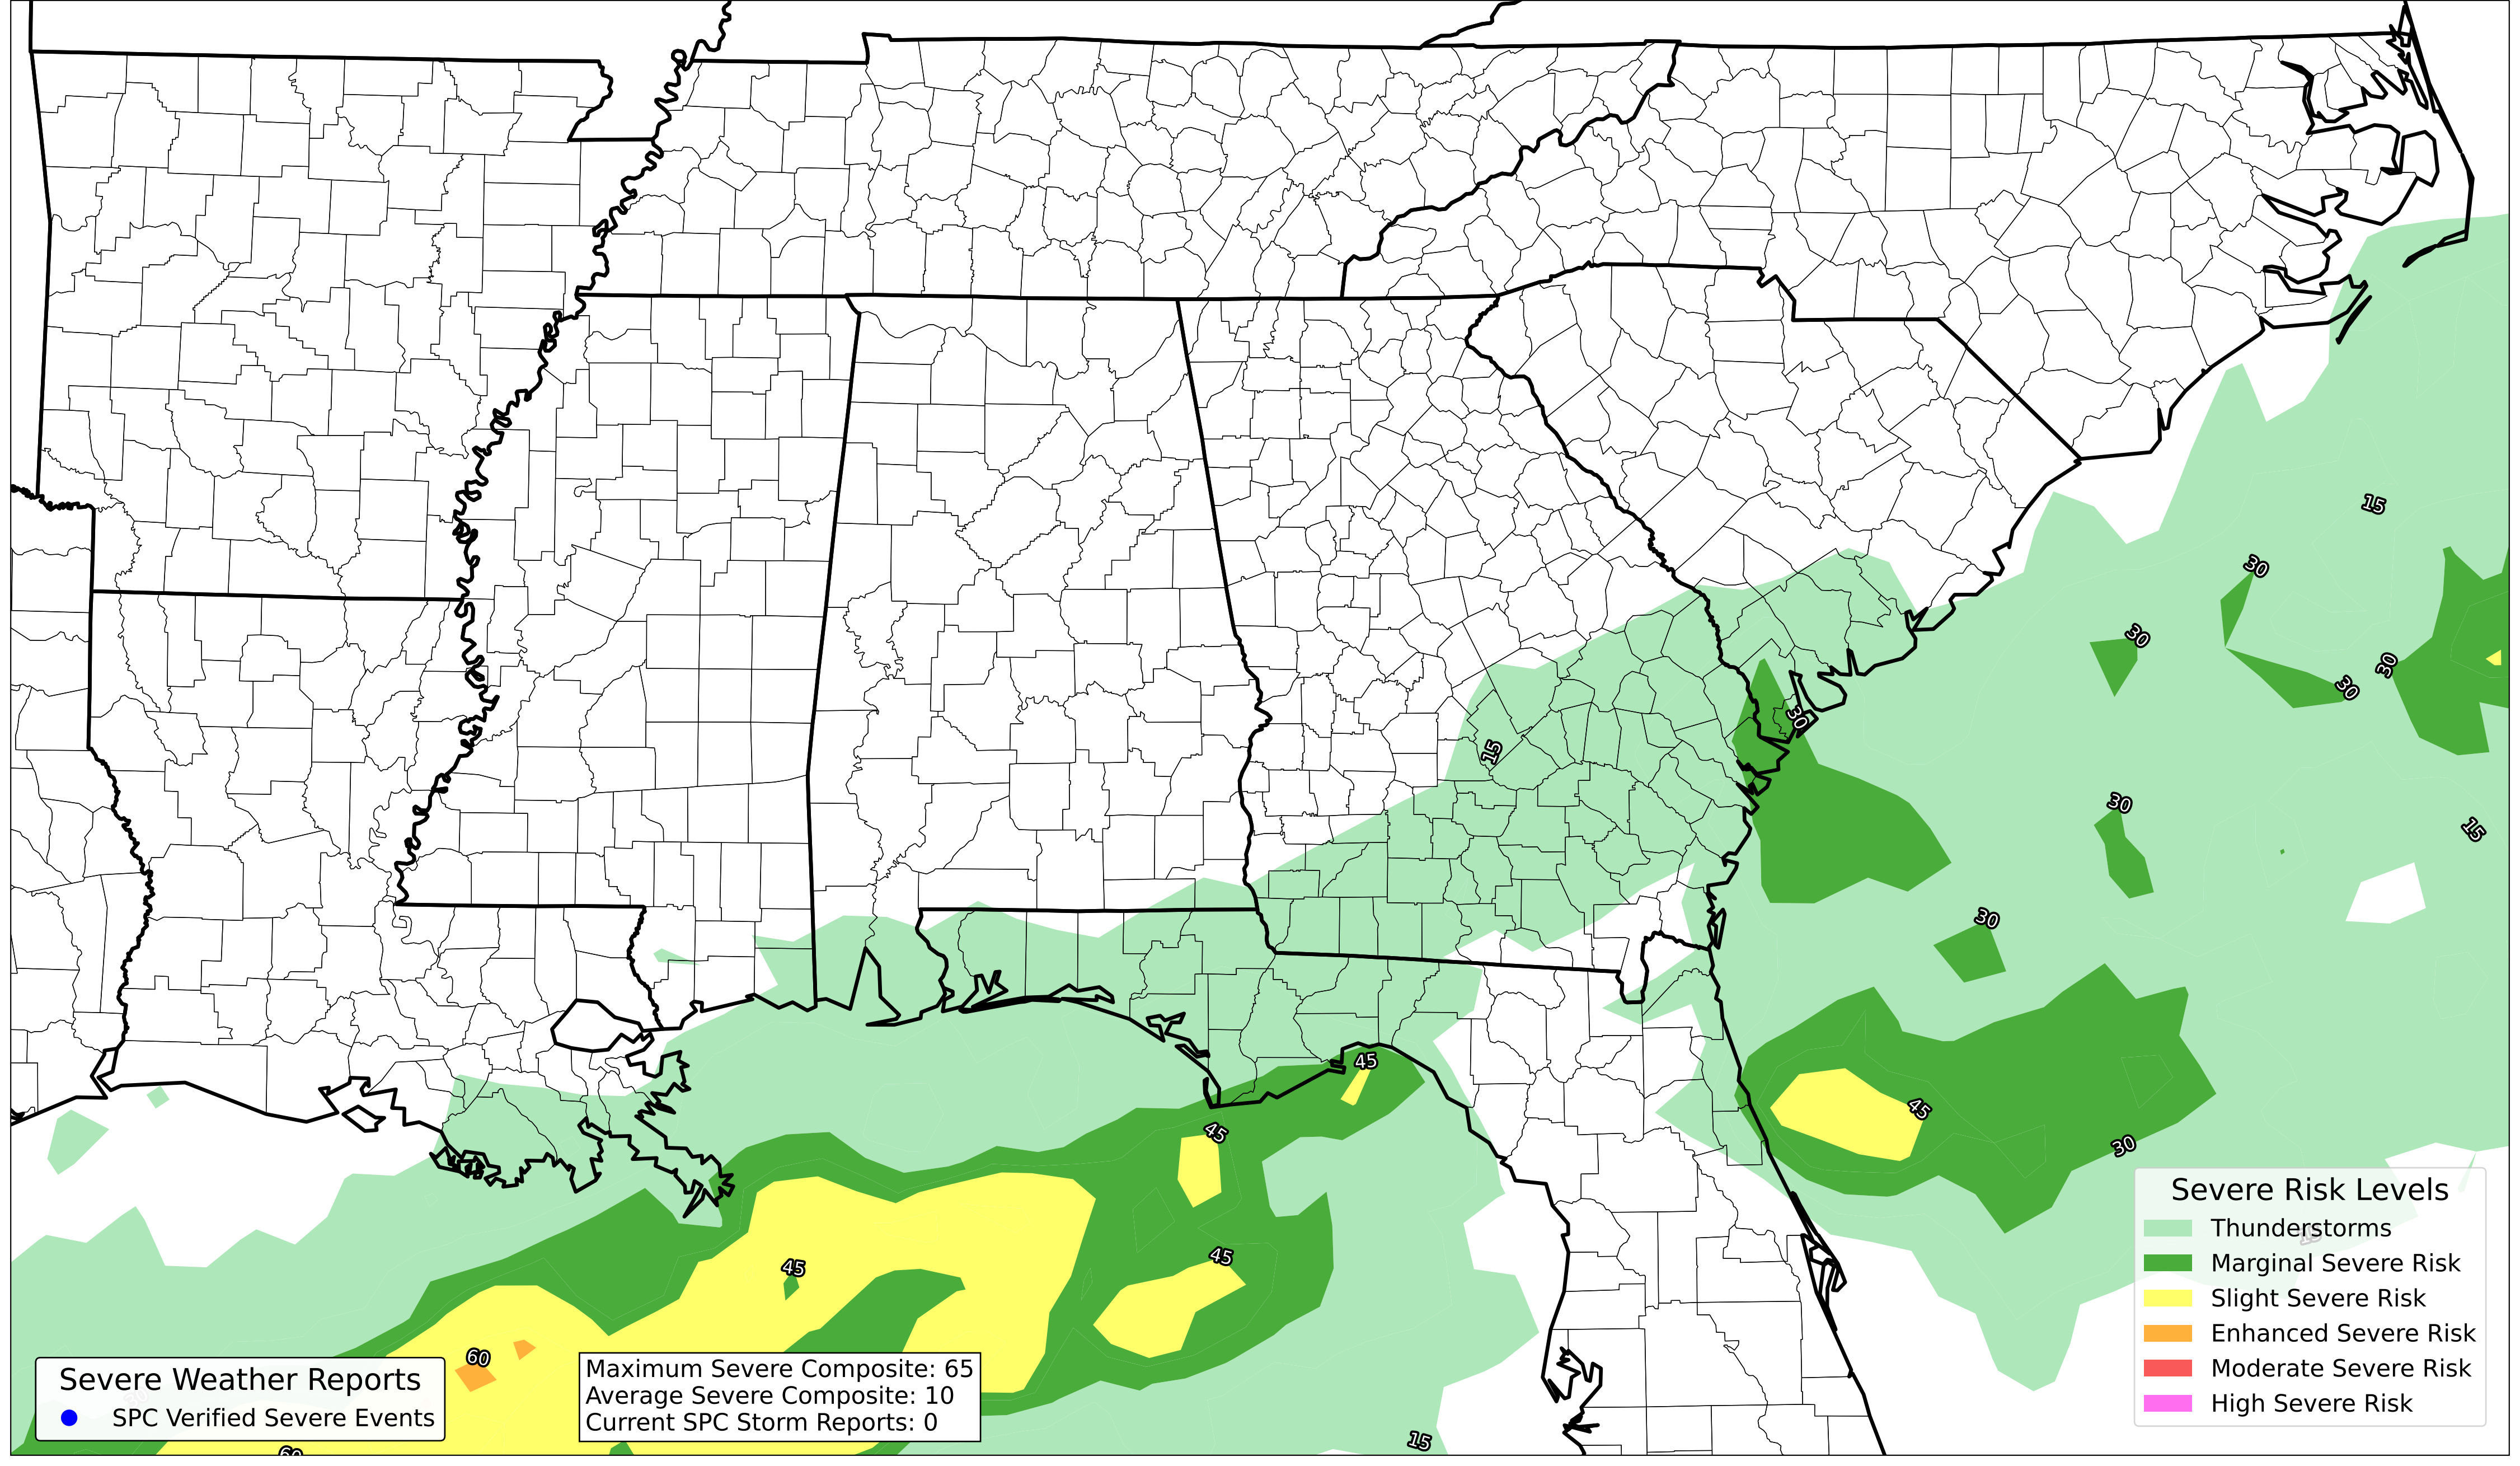 15
30
30
30
30
30
15
30
15
30
45
45
45
30
45
45
60
15
60
Severe Risk Levels
Thunderstorms
Marginal Severe Risk
Slight Severe Risk
Enhanced Severe Risk
Moderate Severe Risk
High Severe Risk
Severe Weather Reports
SPC Verified Severe Events
Maximum Severe Composite: 65
Average Severe Composite: 10
Current SPC Storm Reports: 0